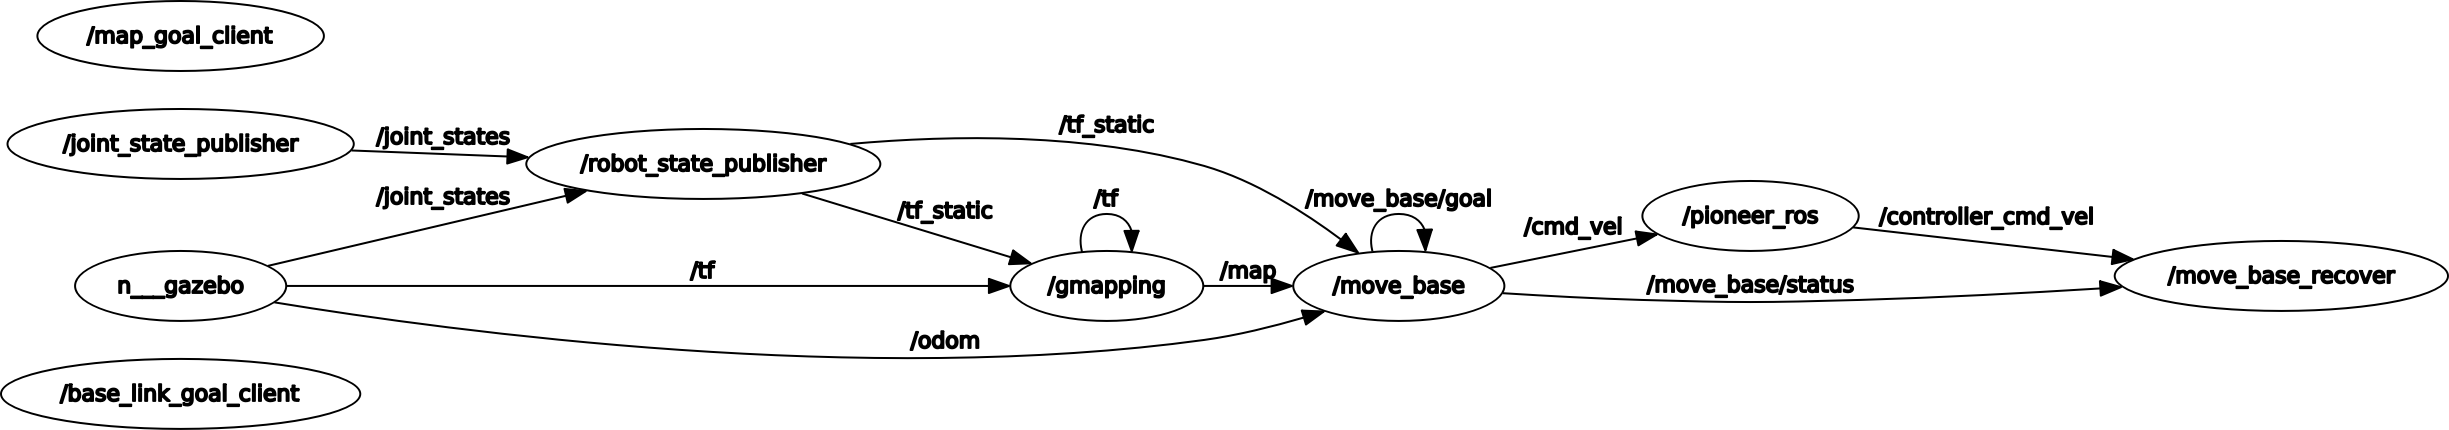 /map_goal_client
/joint_state_publisher
/joint_states
/robot_state_publisher
/tf_static
/joint_states
/tf_static
/tf
/move_base/goal
/cmd_vel
/pioneer_ros
/controller_cmd_vel
n___gazebo
/tf
/gmapping
/map
/move_base
/move_base/status
/move_base_recover
/odom
/base_link_goal_client